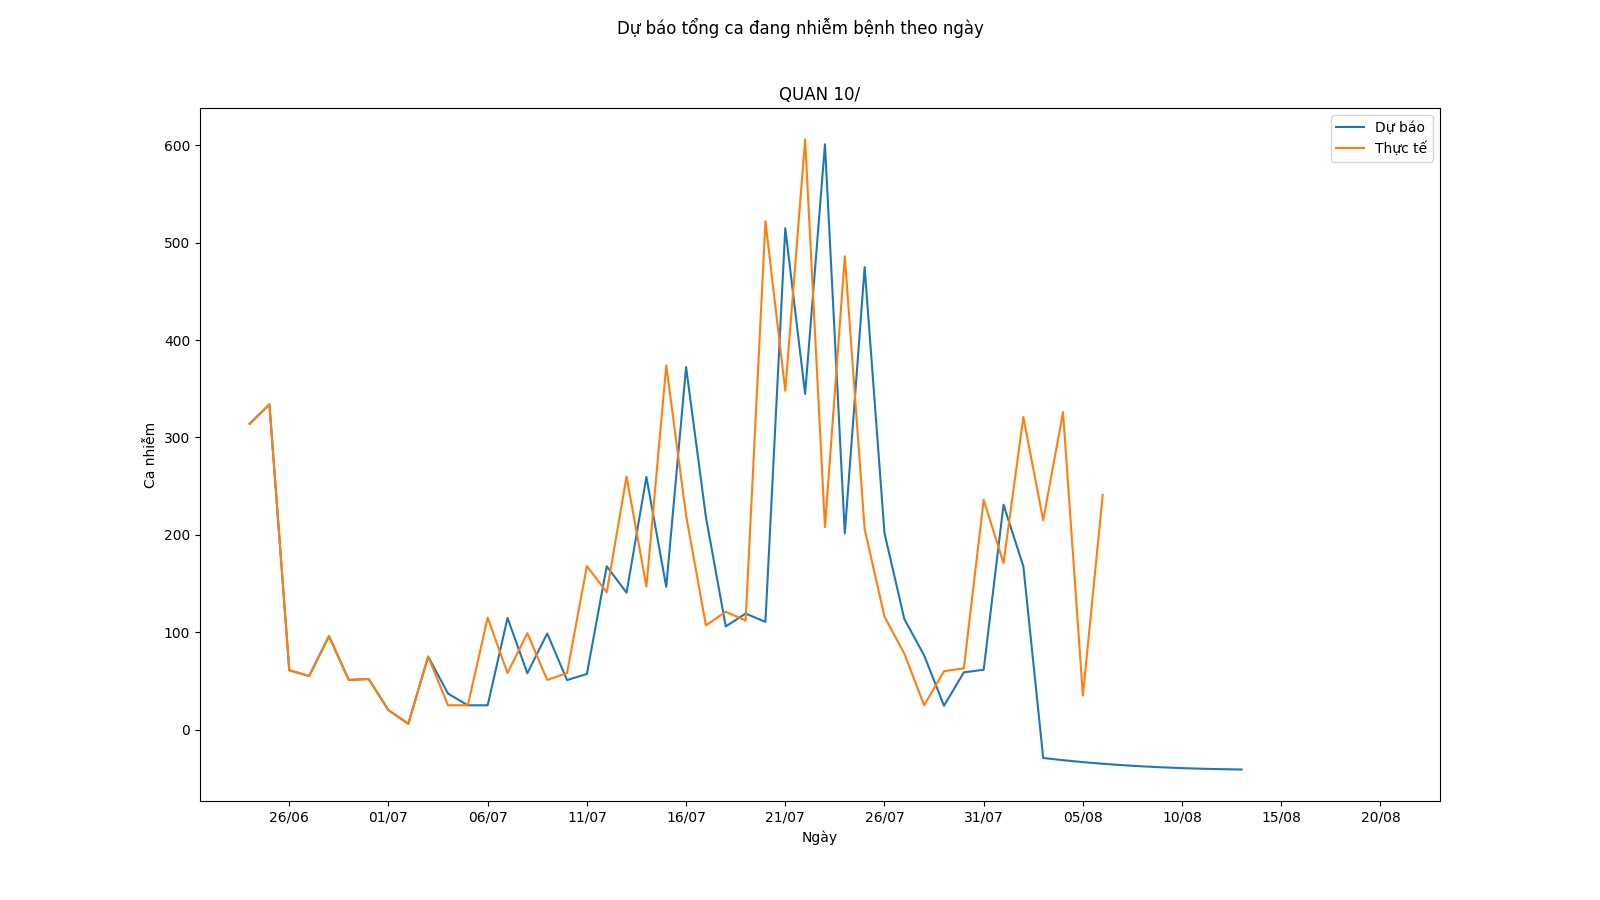 Dự báo tổng ca đang nhiễm bệnh theo ngày
QUAN 10/
Dự báo
Thực tế
600
500
400
300
200
100
0
Ca nhiễm
26/06 01/07 06/07 11/07 16/07 21/07 26/07 31/07 05/08 10/08 15/08 20/08
Ngày